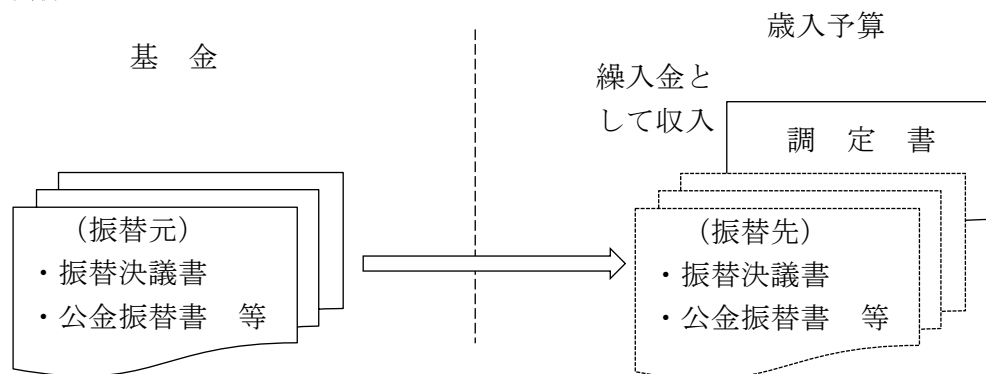 基　金
歳入予算
繰入金と
して収入
調　定　書
（振替元）
・振替決議書
・公金振替書　等
（振替先）
・振替決議書
・公金振替書　等